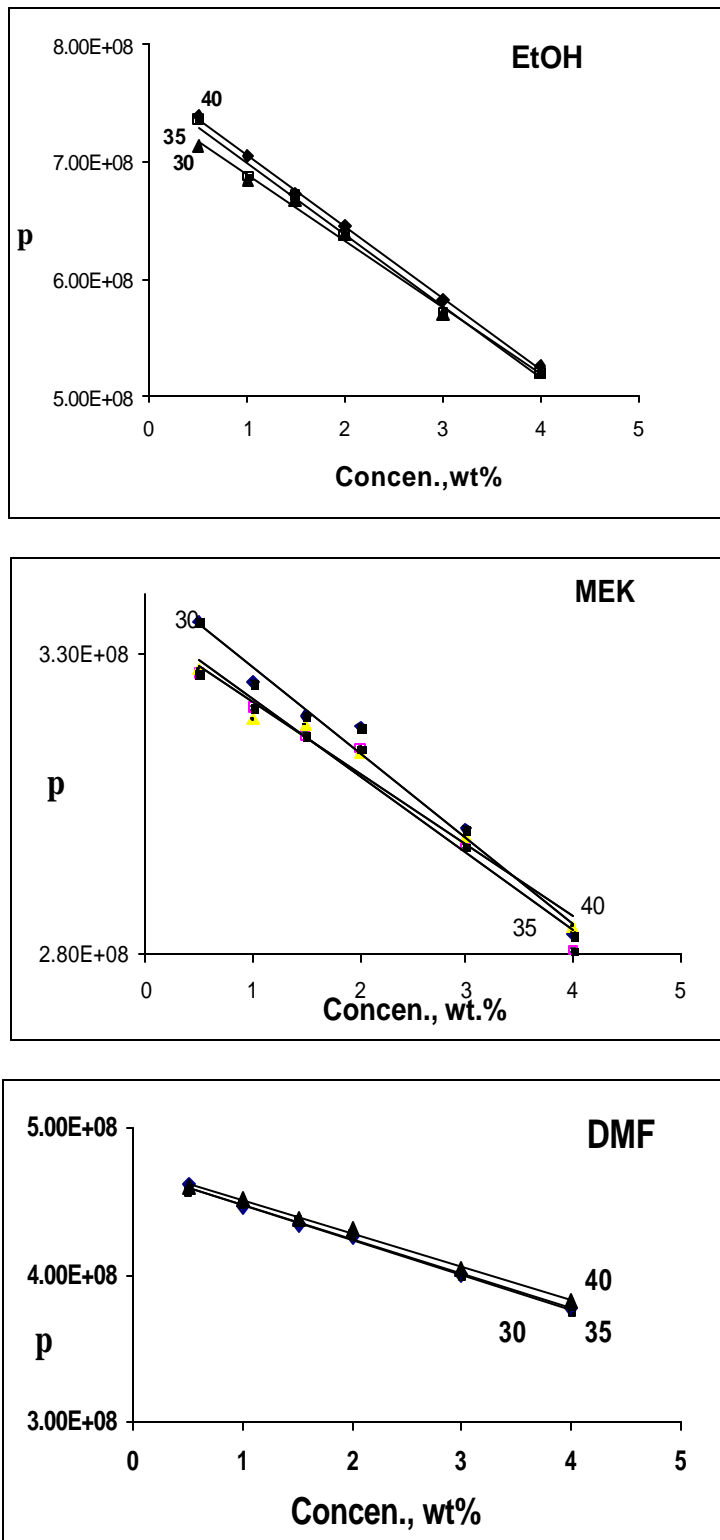 EtOH
8.00E+08
7.00E+08
6.00E+08
5.00E+08
40
35
30
p
0 1 2 3 4 5
Concen.,wt%
MEK
30
3.30E+08
p
40
35
2.80E+08
0 1 2 3 4 5
Concen., wt.%
DMF
5.00E+08
4.00E+08
40
30 35
p
3.00E+08
0 1 2 3 4 5
Concen., wt%